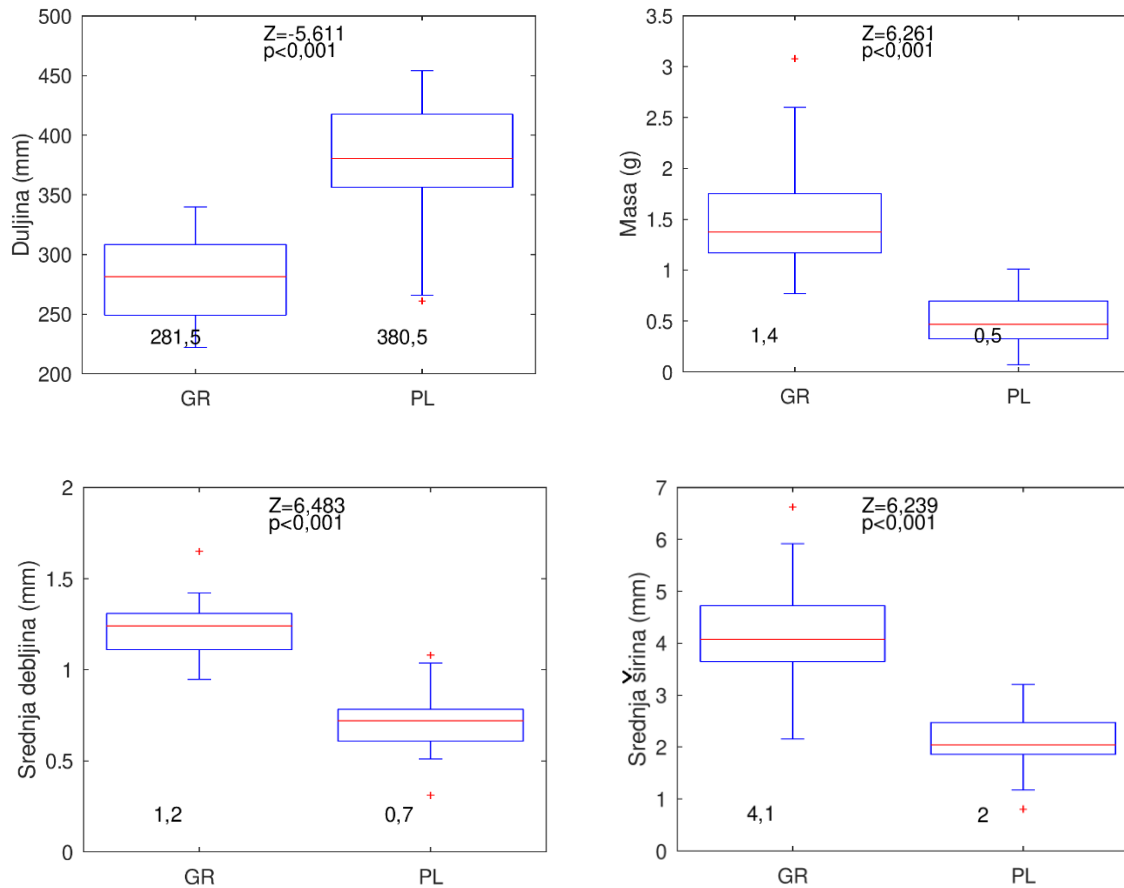 Z=-5,611
p<0,001
500
450
400
350
300
250
200
Duljina (mm)
281,5
380,5
GR
PL
Z=6,261
p<0,001
3.5
3
2.5
2
1.5
1
0.5
0
Masa (g)
1,4
0,5
GR
PL
Z=6,483
p<0,001
2
1.5
1
0.5
0
Srednja debljina (mm)
1,2
0,7
GR
PL
Z=6,239
p<0,001
7
6
5
4
3
2
1
0
Srednja širina (mm)
4,1
2
GR
PL